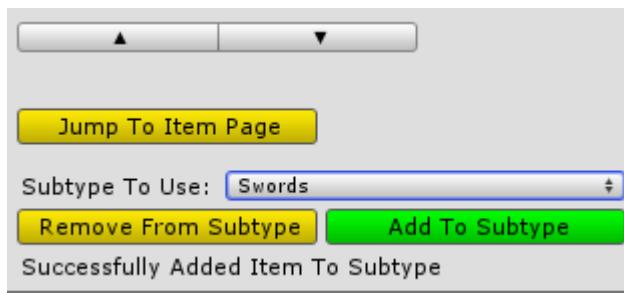 ▲ ▼
Jump To Item Page
Subtype To Use: Swords
Remove From Subtype Add To Subtype
Successfully Added Item To Subtype